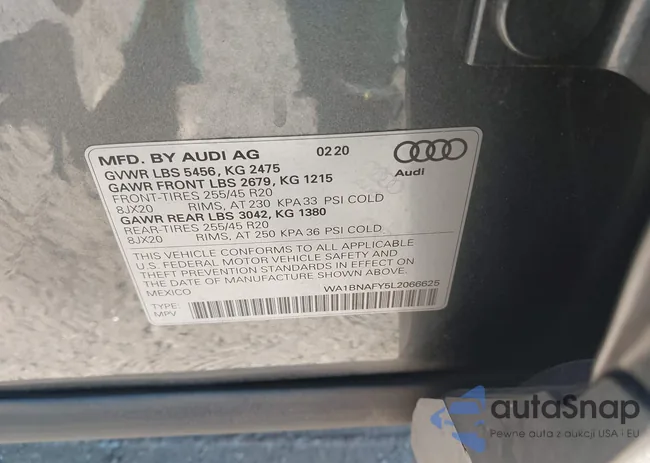 MFD. BY AUDI AG 0220
GVWR LBS 5456, KG 2475
GAWR FRONT LBS 2679, KG 1215
FRONT-TIRES 255/45 R20
8JX20 RIMS, AT 230 KPA 33 PSI COLD
GAWR REAR LBS 3042, KG 1380
REAR-TIRES 255/45 R20
8JX20 RIMS, AT 250 KPA 36 PSI COLD
Audi
THIS VEHICLE CONFORMS TO ALL APPLICABLE
U.S. FEDERAL MOTOR VEHICLE SAFETY AND
THEFT PREVENTION STANDARDS IN EFFECT ON
THE DATE OF MANUFACTURE SHOWN ABOVE.
MEXICO WA1BNAFY5L2066625
TYPE:
MPV
autaSnap
Pewne auta z aukcji USA i EU